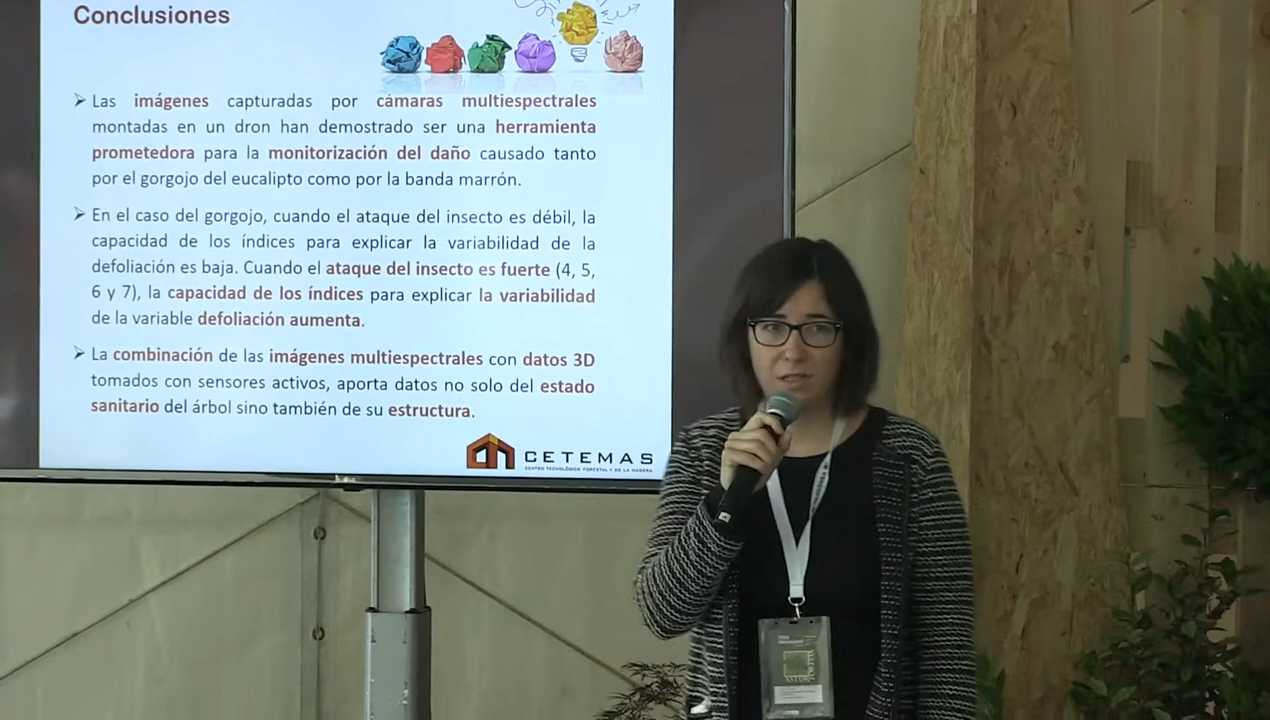 Conclusiones
➢ Las imágenes capturadas por cámaras multiespectrales
montadas en un dron han demostrado ser una herramienta
prometedora para la monitorización del daño causado tanto
por el gorgojo del eucalipto como por la banda marrón.
➢ En el caso del gorgojo, cuando el ataque del insecto es débil, la
capacidad de los índices para explicar la variabilidad de la
defoliación es baja. Cuando el ataque del insecto es fuerte (4, 5,
6 y 7), la capacidad de los índices para explicar la variabilidad
de la variable defoliación aumenta.
➢ La combinación de las imágenes multiespectrales con datos 3D
tomados con sensores activos, aporta datos no solo del estado
sanitario del árbol sino también de su estructura.
CETEMAS
CENTRO TECNOLÓGICO FORESTAL Y DE LA MADERA